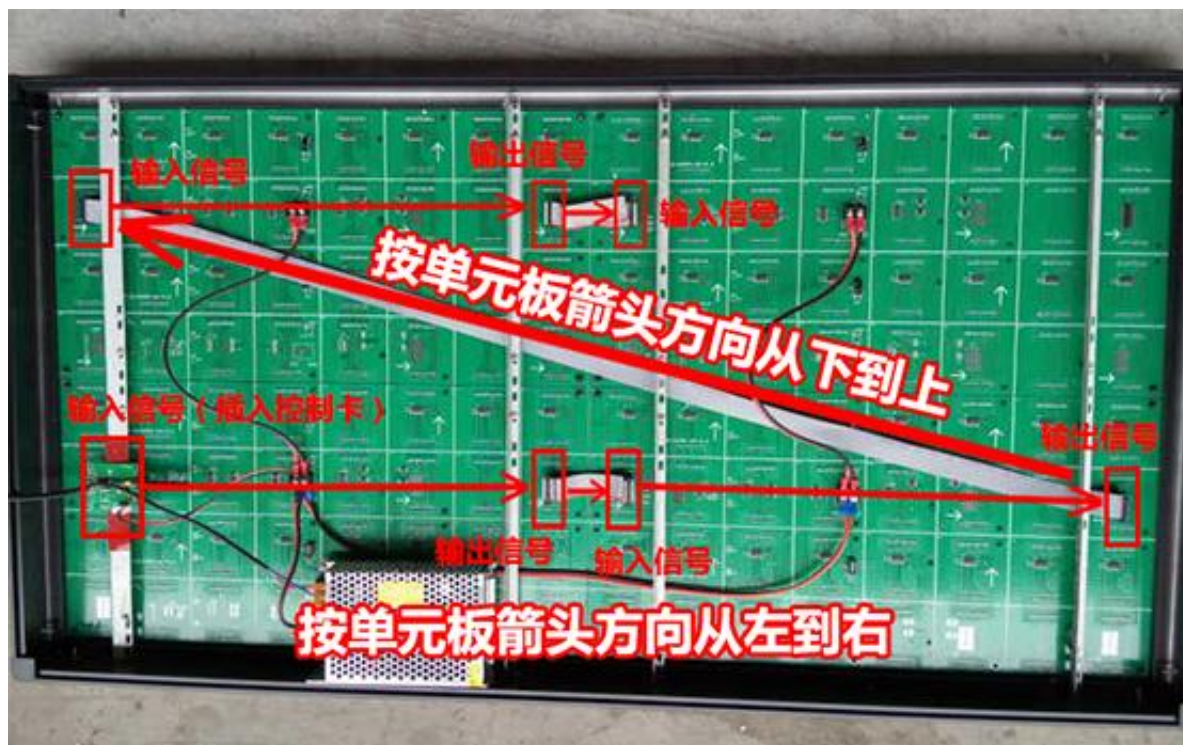 输入信号
输出信号
输入信号
按单元板箭头方向从下到上
输入信号（插入控制卡）
输出信号
输出信号
输入信号
按单元板箭头方向从左到右